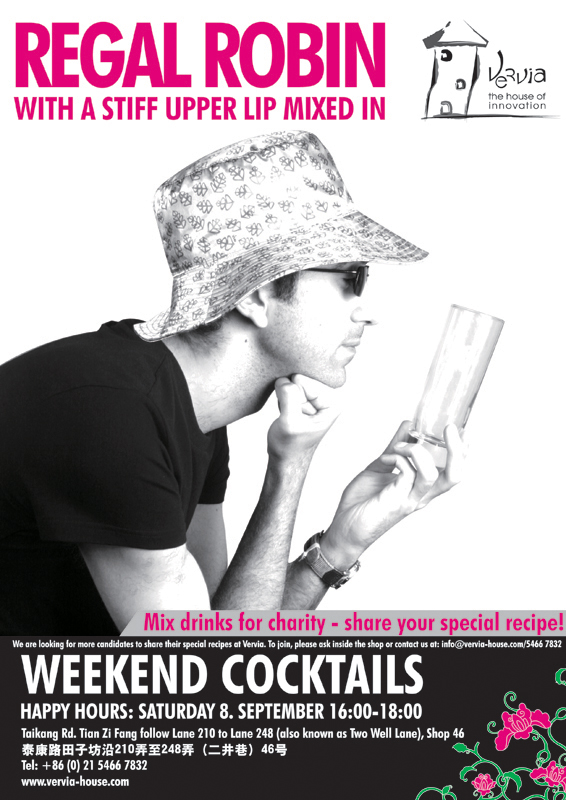 REGAL ROBIN
WITH A STIFF UPPER LIP MIXED IN
Vervia
the house of
innovation
Mix drinks for charity - share your special recipe!
We are looking for more candidates to share their special recipes at Vervia. To join, please ask inside the shop or contact us at: info@vervia-house.com/5466 7832
WEEKEND COCKTAILS
HAPPY HOURS: SATURDAY 8. SEPTEMBER 16:00-18:00
Taikang Rd. Tian Zi Fang follow Lane 210 to Lane 248 (also known as Two Well Lane), Shop 46
泰康路田子坊沿210弄至248弄（二井巷）46号
Tel: +86 (0) 21 5466 7832
www.vervia-house.com